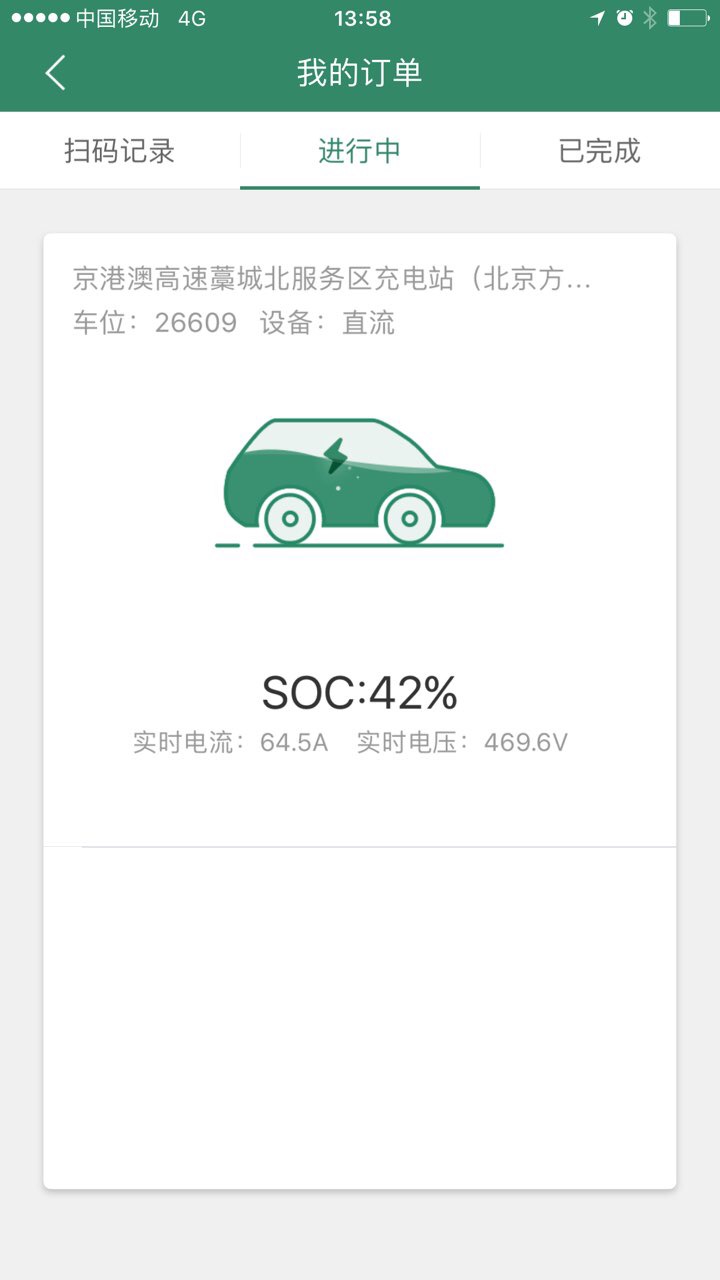 中国移动 4G 13:58
我的订单
扫码记录 进行中 已完成
京港澳高速藁城北服务区充电站（北京方...
车位：26609 设备：直流
SOC:42%
实时电流：64.5A 实时电压：469.6V